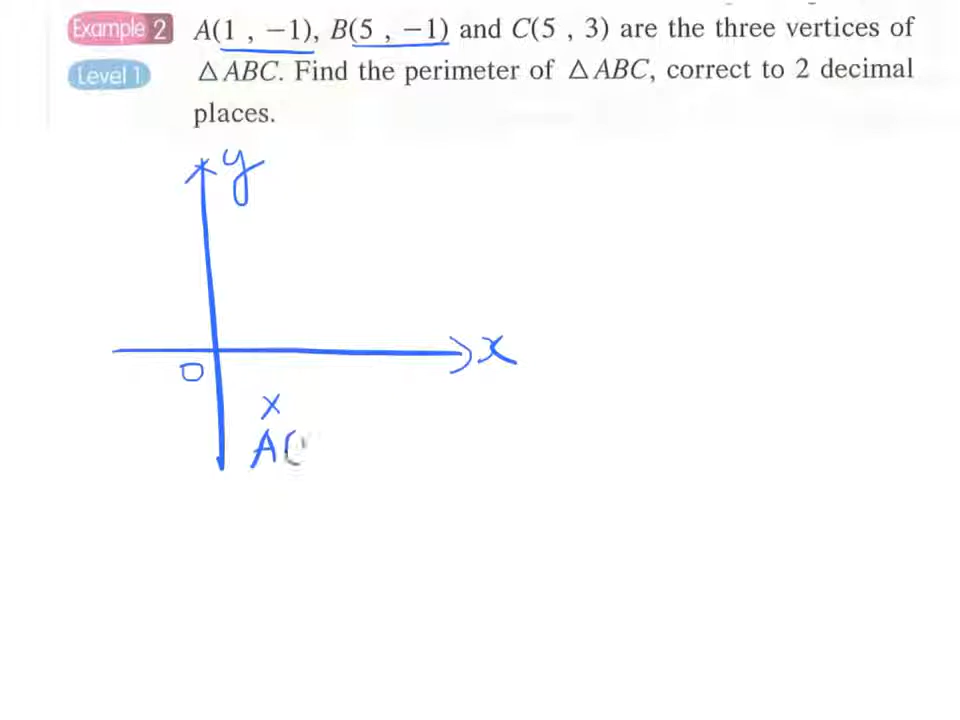 Example 2 A(1 , −1), B(5 , −1) and C(5 , 3) are the three vertices of
Level 1 △ABC. Find the perimeter of △ABC, correct to 2 decimal
places.
y
x
0
×
A(